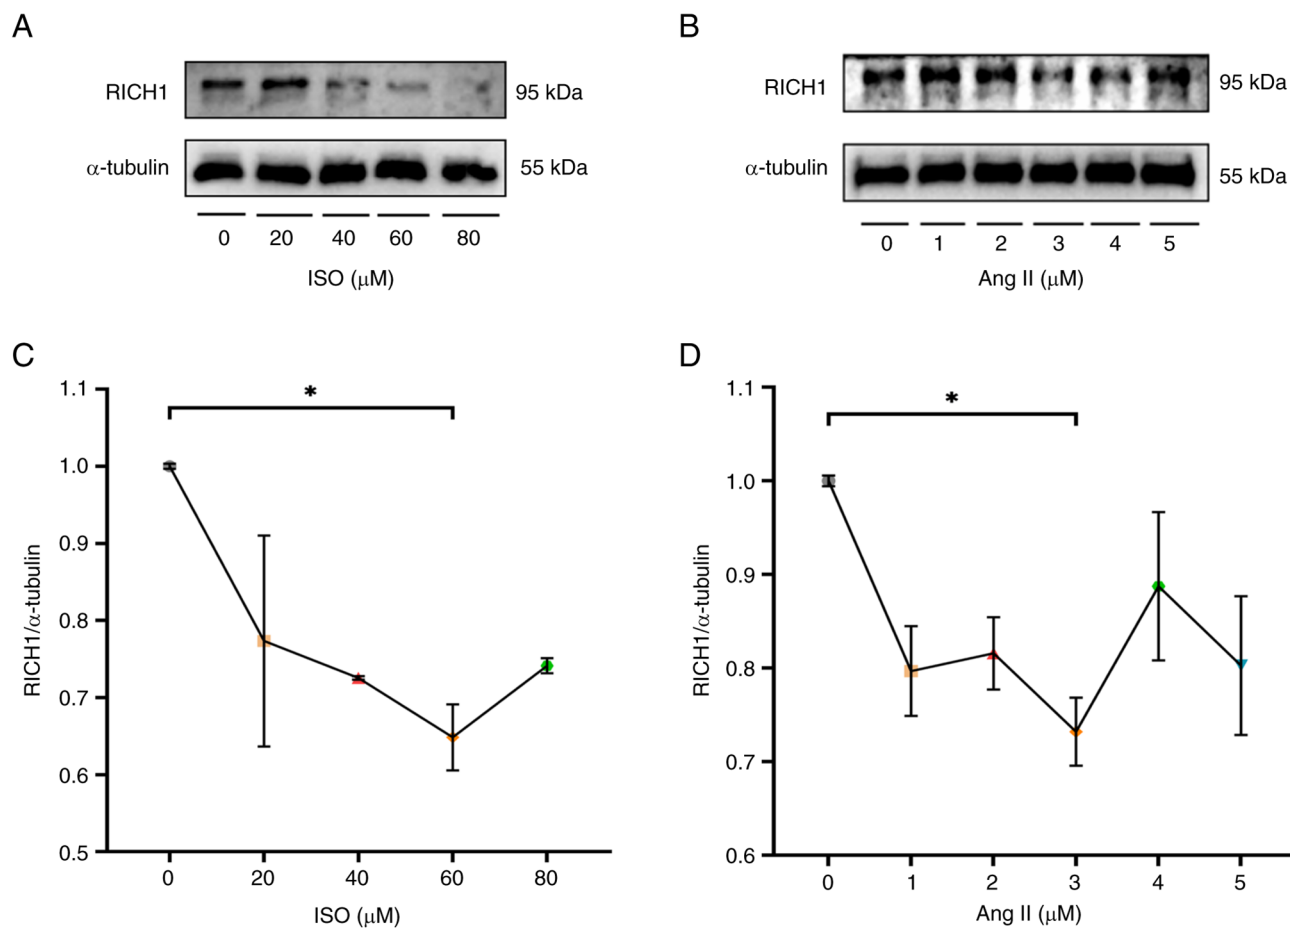 A
RICH1
95 kDa
α-tubulin
55 kDa
0 20 40 60 80
ISO (μM)
B
RICH1
95 kDa
α-tubulin
55 kDa
0 1 2 3 4 5
Ang II (μM)
C
1.1
1.0
0.9
0.8
0.7
0.6
0.5
RICH1/α-tubulin
*
0 20 40 60 80
ISO (μM)
D
1.1
1.0
0.9
0.8
0.7
0.6
RICH1/α-tubulin
*
0 1 2 3 4 5
Ang II (μM)